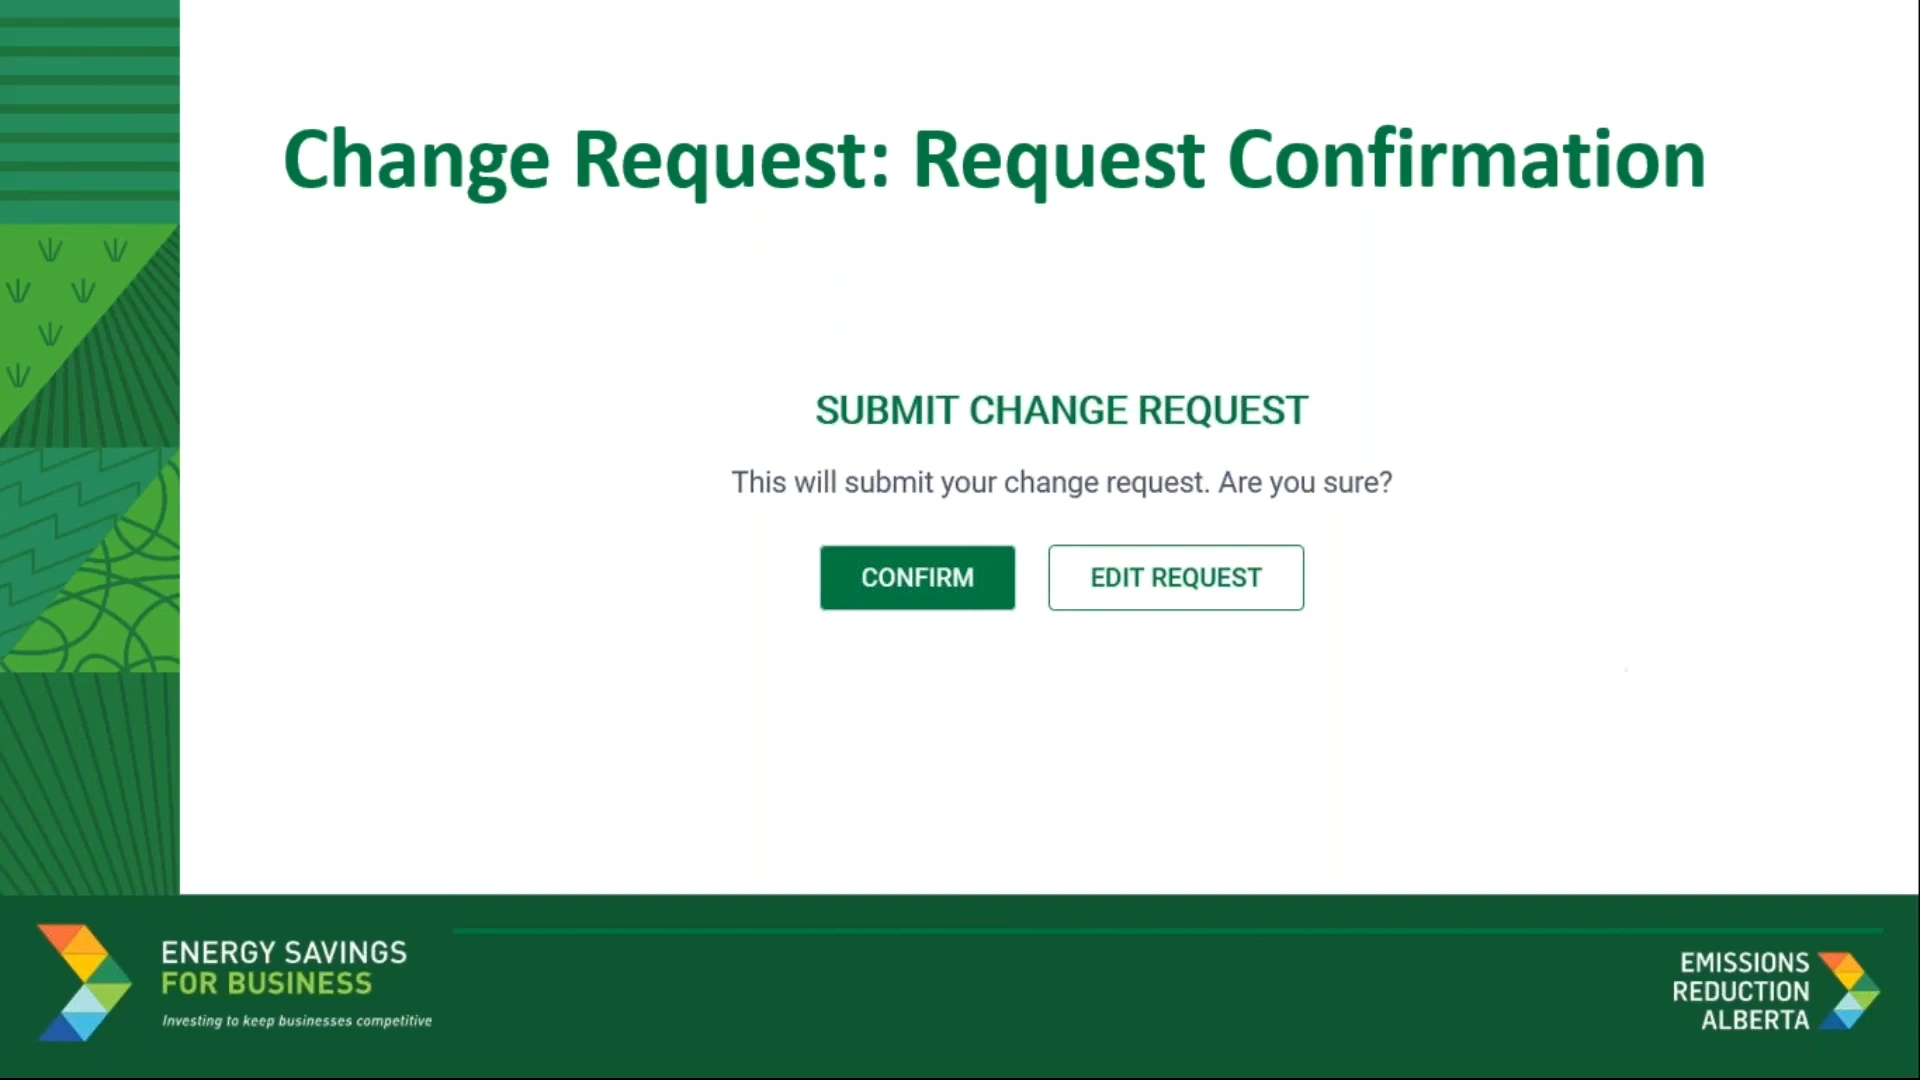 Change Request: Request Confirmation
SUBMIT CHANGE REQUEST
This will submit your change request. Are you sure?
CONFIRM
EDIT REQUEST
ENERGY SAVINGS
FOR BUSINESS
Investing to keep businesses competitive
EMISSIONS
REDUCTION
ALBERTA